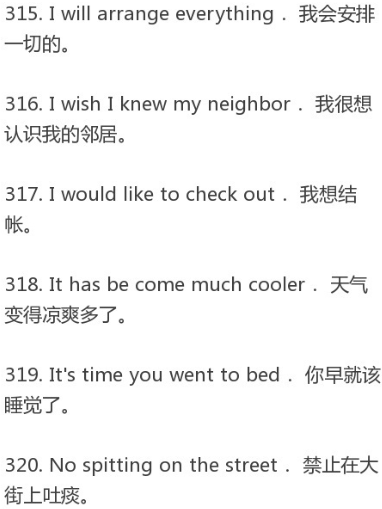 315. I will arrange everything． 我会安排
一切的。
316. I wish I knew my neighbor． 我很想
认识我的邻居。
317. I would like to check out． 我想结
帐。
318. It has be come much cooler． 天气
变得凉爽多了。
319. It's time you went to bed． 你早就该
睡觉了。
320. No spitting on the street． 禁止在大
街上吐痰。